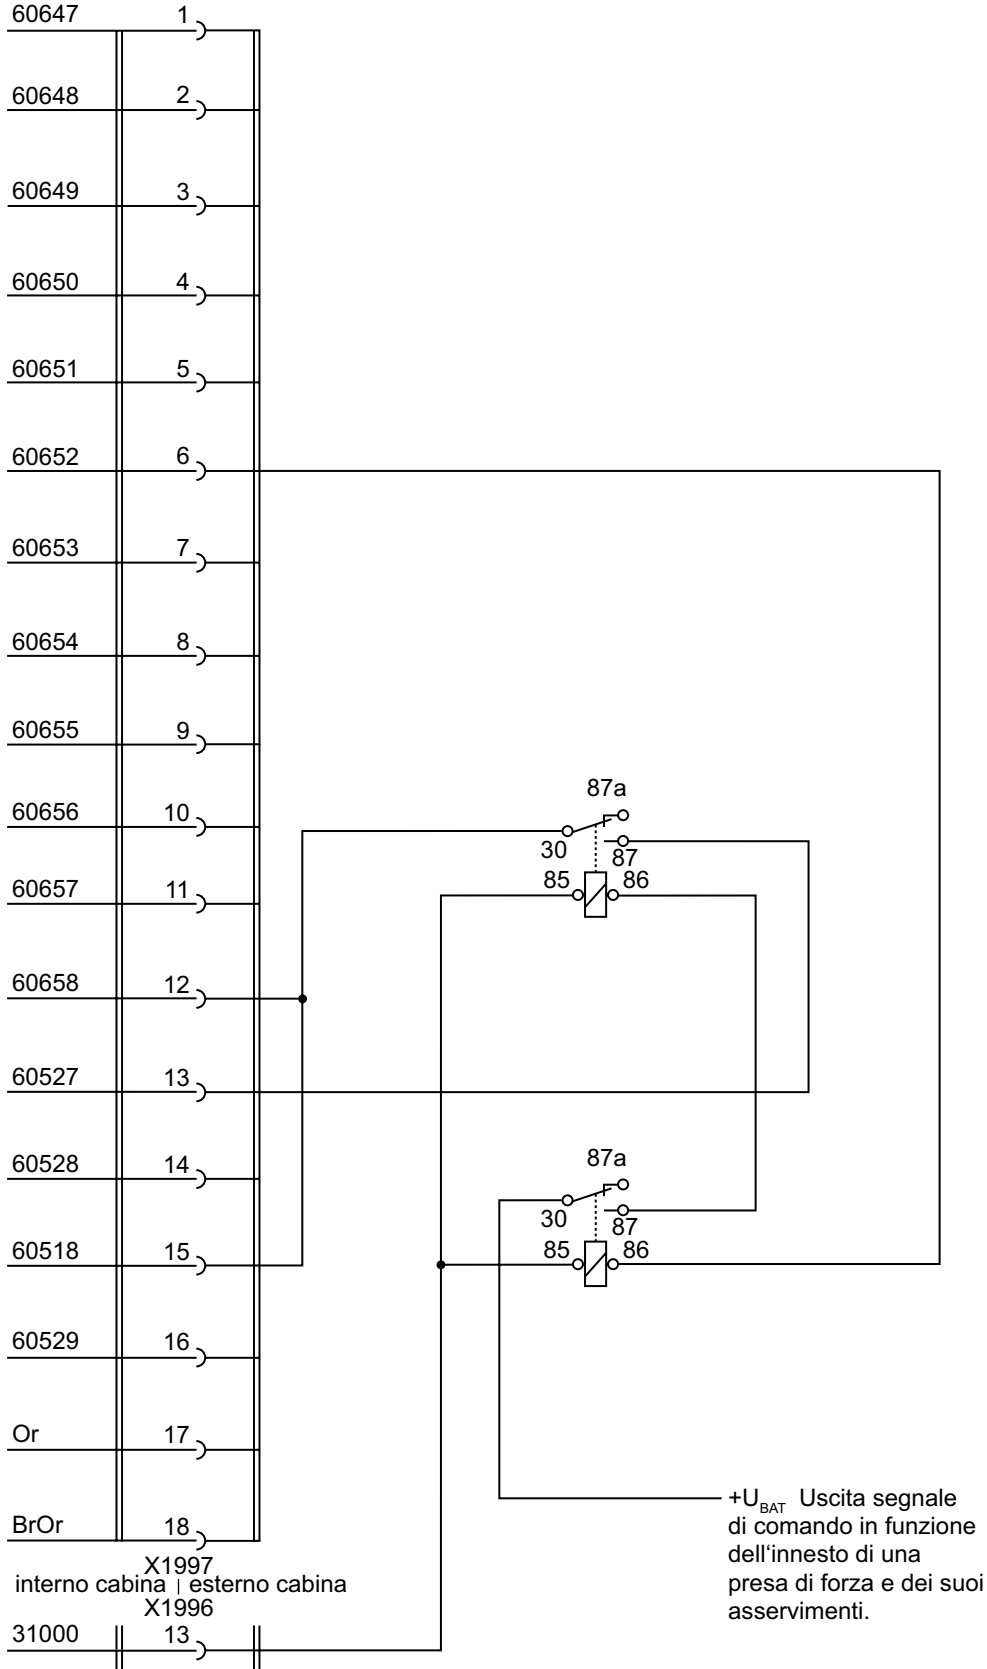 60647 1
60648 2
60649 3
60650 4
60651 5
60652 6
60653 7
60654 8
60655 9
87a
60656 10
30 87
60657 11 85 86
60658 12
60527 13
87a
60528 14
30 87
60518 15 85 86
60529 16
Or 17
+UBAT Uscita segnale
BrOr 18 di comando in funzione
dell‘innesto di una
X1997
interno cabina | esterno cabina presa di forza e dei suoi
X1996 asservimenti.
31000 13